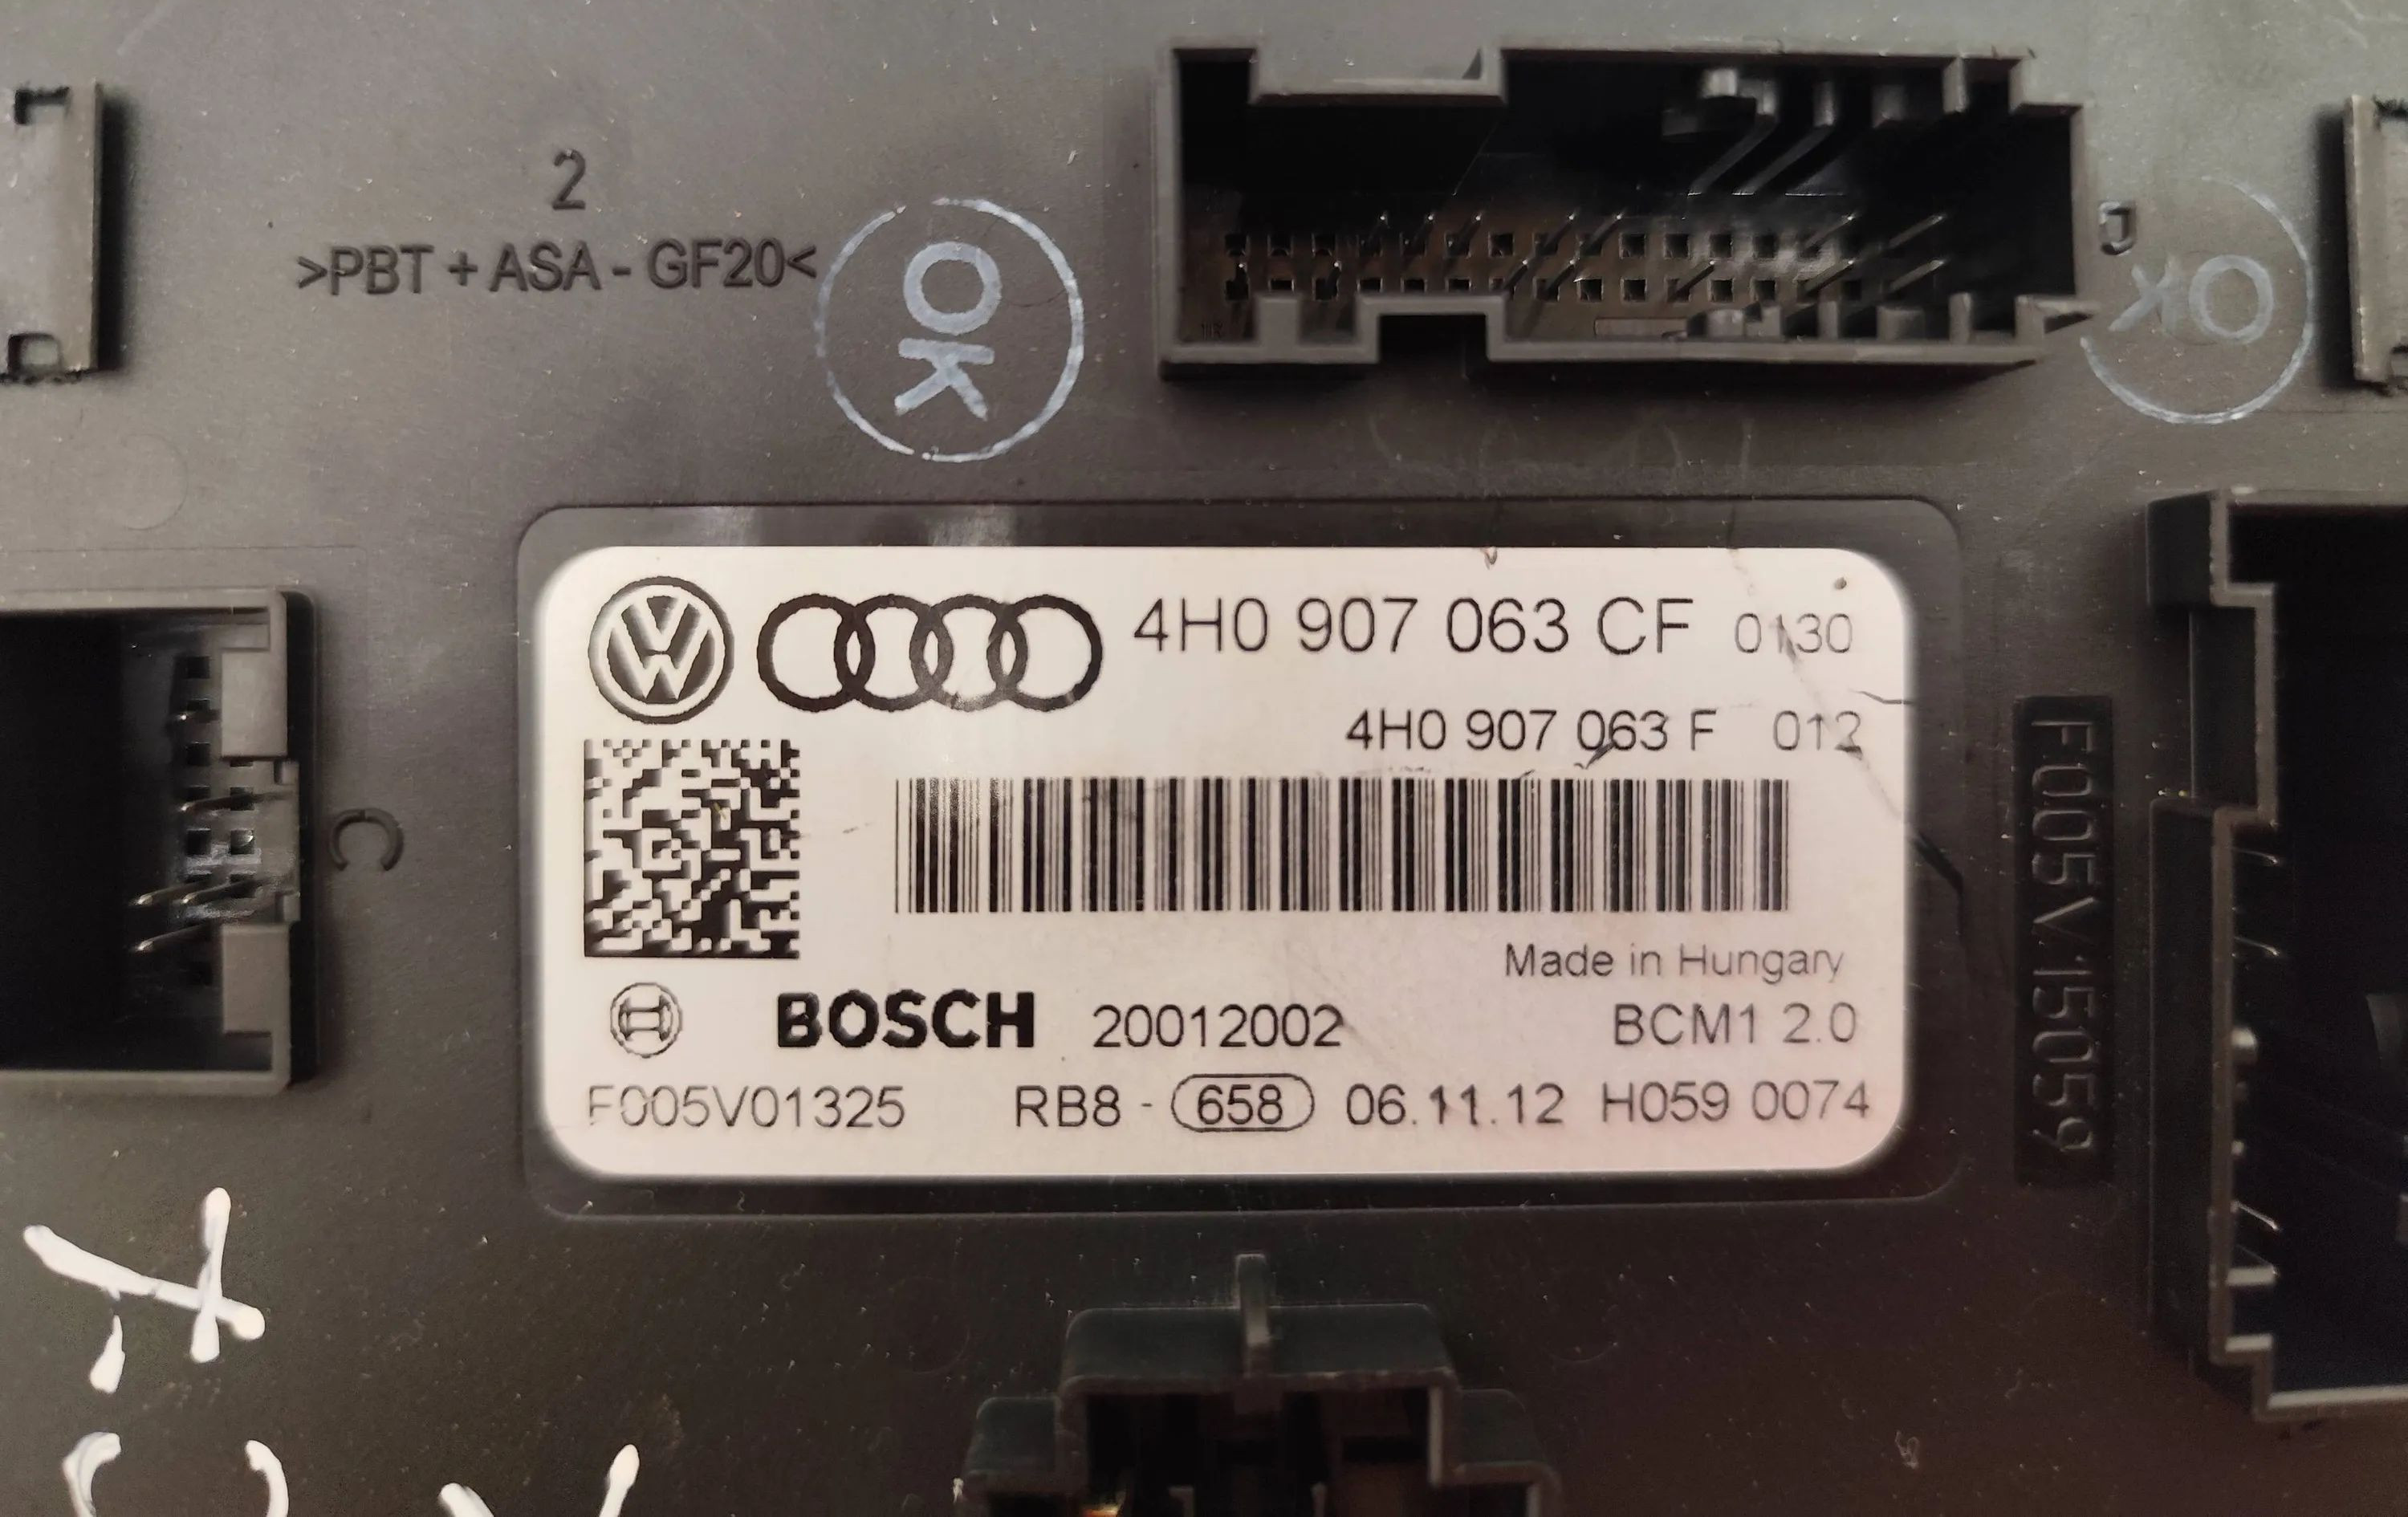 2
>PBT + ASA - GF20<
OK
OK
C
4H0 907 063 CF 0130
4H0 907 063 F 012
Made in Hungary
BOSCH 20012002 BCM1 2.0
F005V01325 RB8 - 658 06.11.12 H059 0074
F005V15059